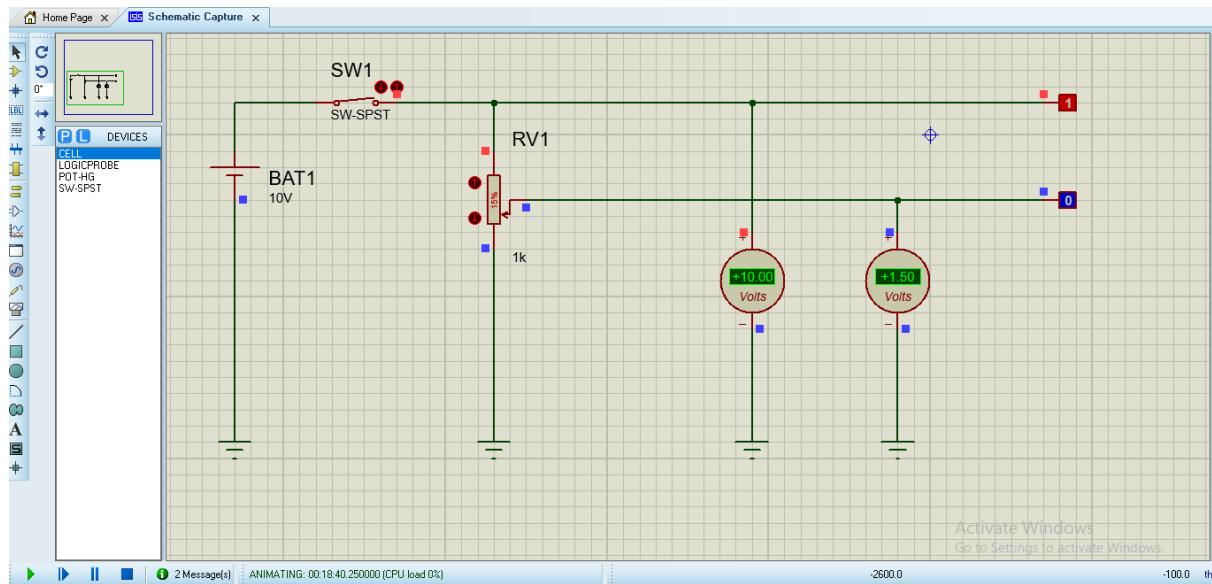 Home Page
Schematic Capture
0°
LBL
P L DEVICES
CELL
LOGICPROBE
POT-HG
SW-SPST
A
S
SW1
SW-SPST
1
RV1
15%
BAT1
10V
0
1k
+
+10.00
Volts
−
+
+1.50
Volts
−
Activate Windows
Go to Settings to activate Windows.
2 Message(s)
ANIMATING: 00:18:40.250000 (CPU load 0%)
-2600.0
-100.0
th